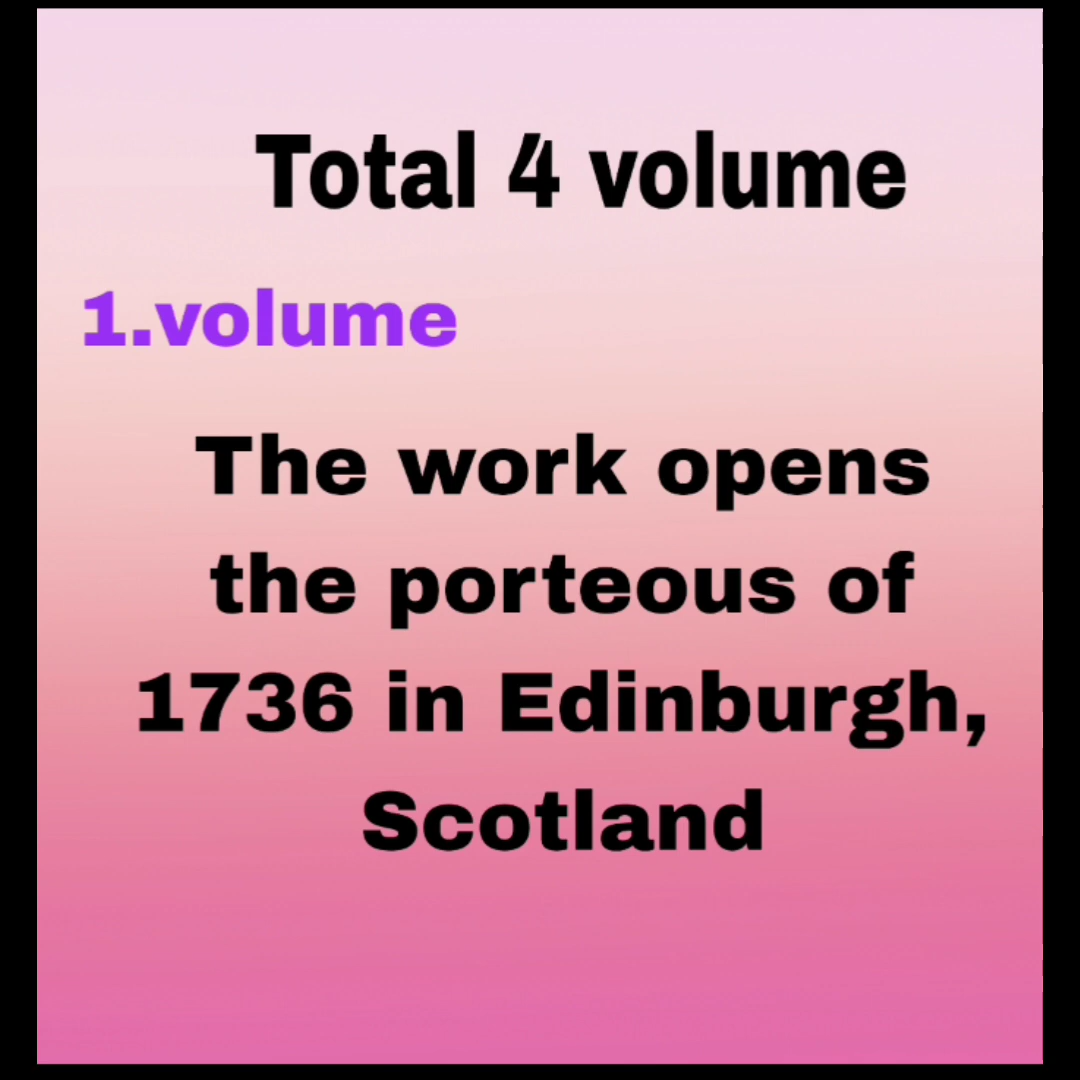 Total 4 volume
1.volume
The work opens
the porteous of
1736 in Edinburgh,
Scotland